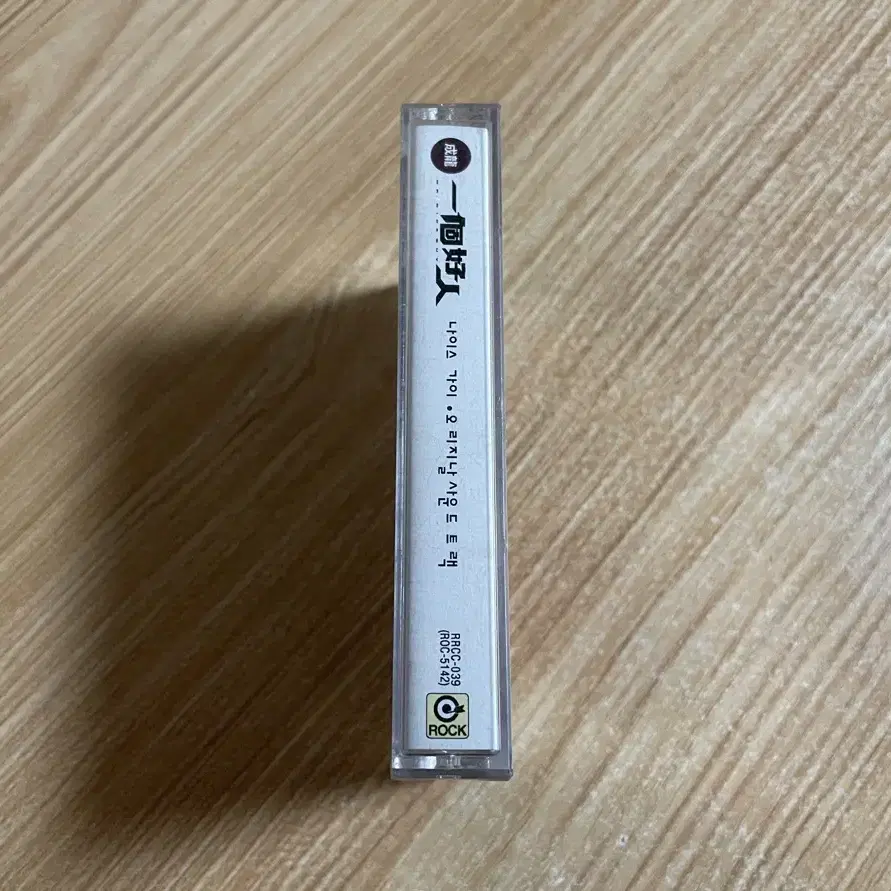 成龍
一個好人
나이스 가이 • 오리지날 사운드 트랙
RRCC-039
(ROC-5142)
ROCK